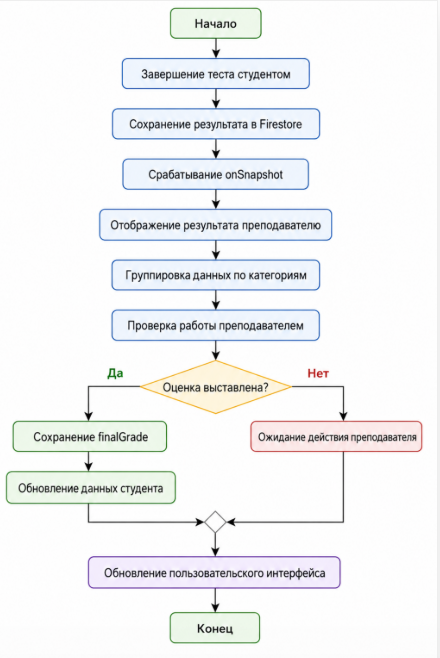 Начало
Завершение теста студентом
Сохранение результата в Firestore
Срабатывание onSnapshot
Отображение результата преподавателю
Группировка данных по категориям
Проверка работы преподавателем
Оценка выставлена?
Да
Нет
Сохранение finalGrade
Ожидание действия преподавателя
Обновление данных студента
Обновление пользовательского интерфейса
Конец